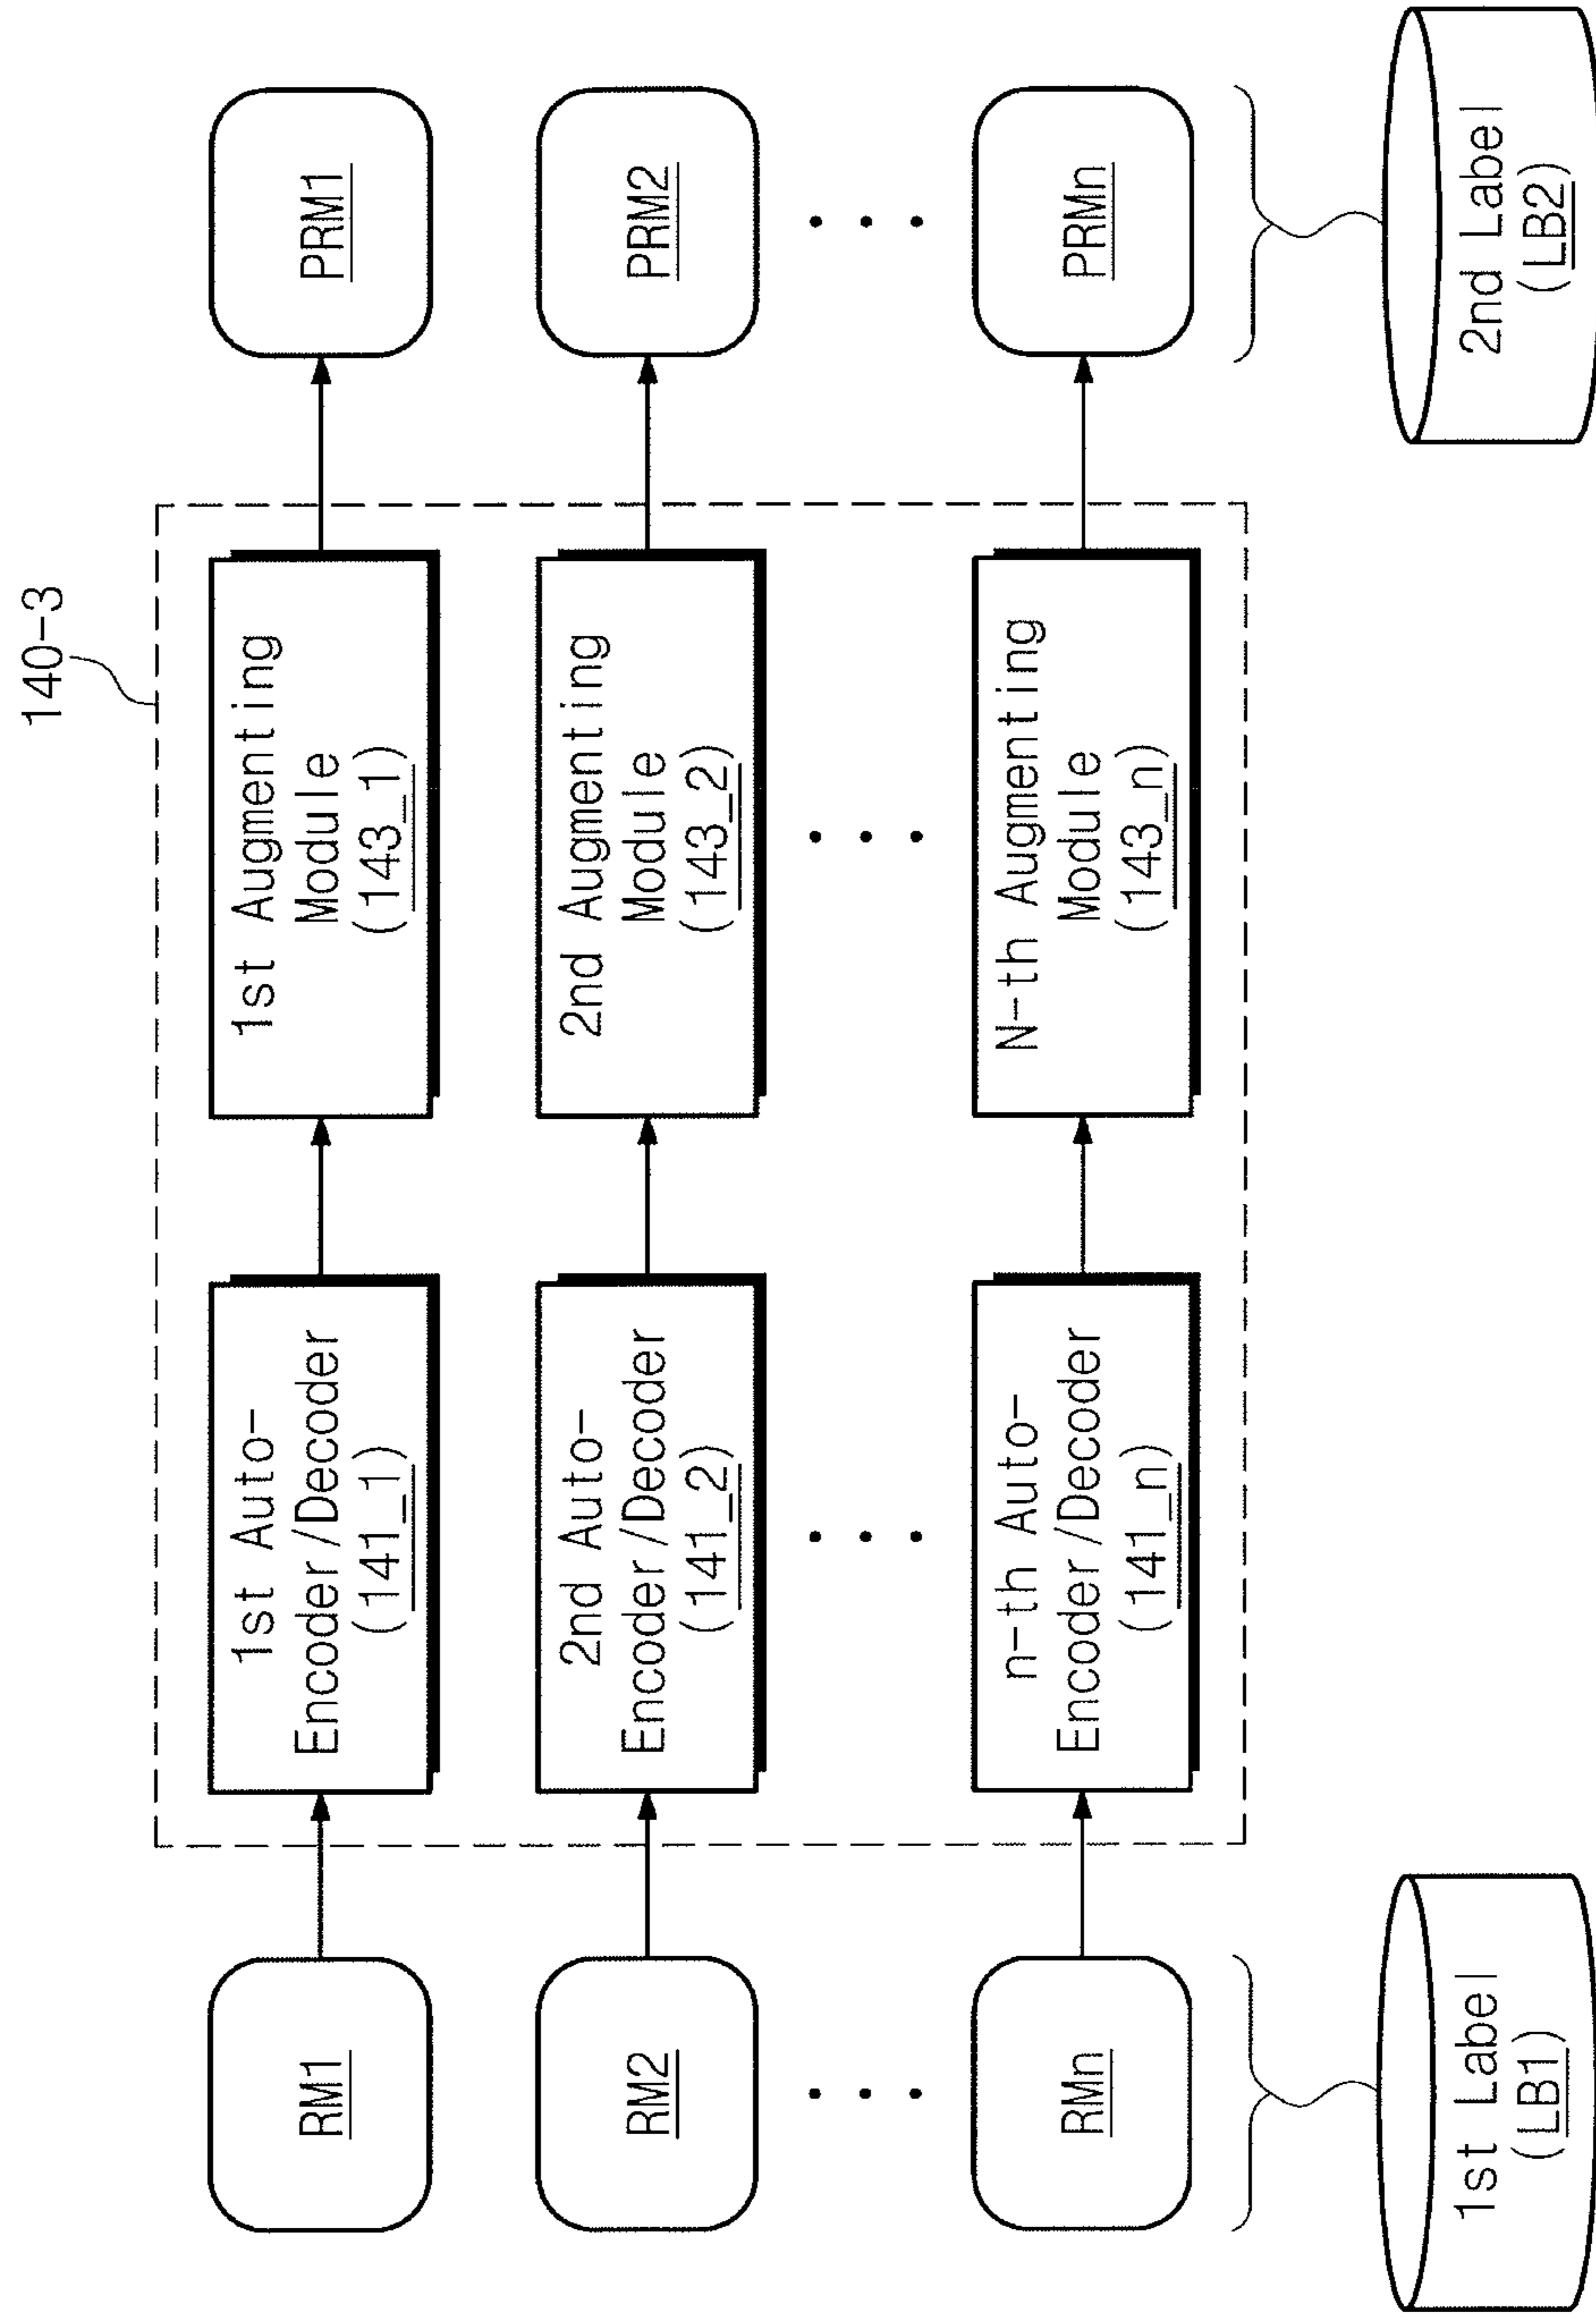 140-3
RM1
1st Auto-
Encoder/Decoder
(141_1)
1st Augmenting
Module
(143_1)
PRM1
RM2
2nd Auto-
Encoder/Decoder
(141_2)
2nd Augmenting
Module
(143_2)
PRM2
RMn
n-th Auto-
Encoder/Decoder
(141_n)
N-th Augmenting
Module
(143_n)
PRMn
1st Label
(LB1)
2nd Label
(LB2)